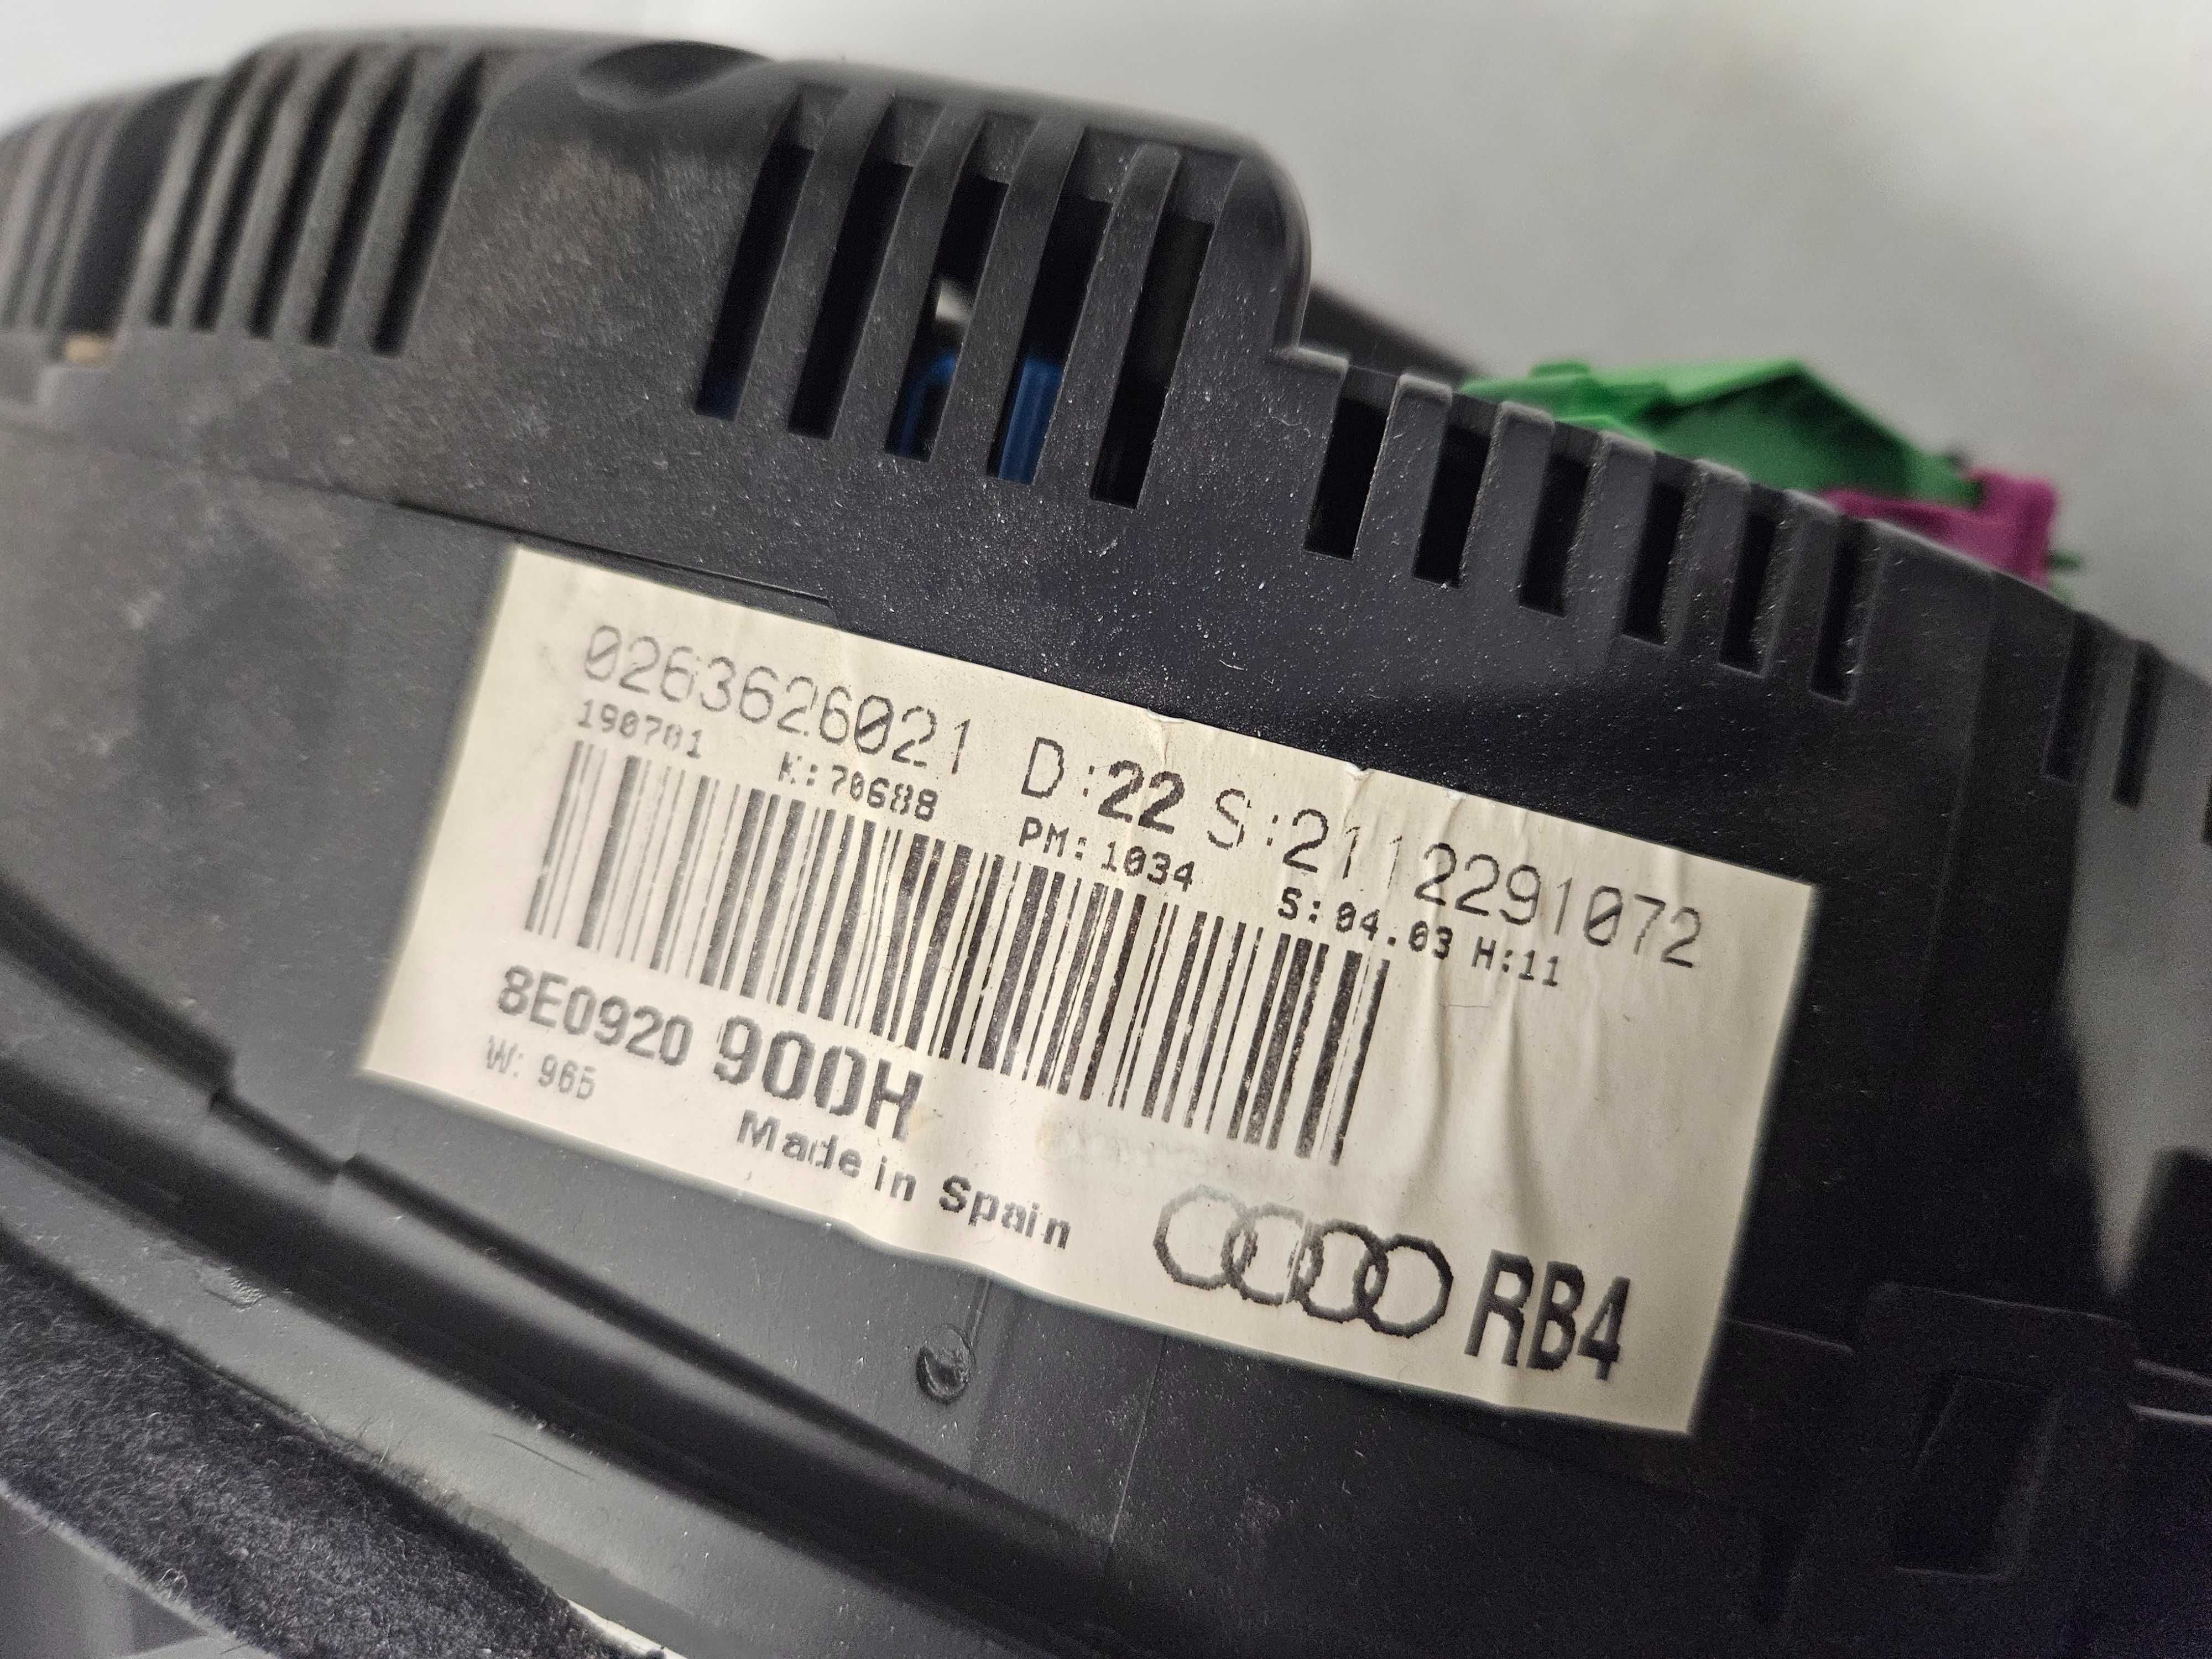 0263626021 D:22 S:2112291072
190701 K:70688 PM:1034 S:04.03 H:11
8E0920 900H
W: 965
Made in Spain
RB4